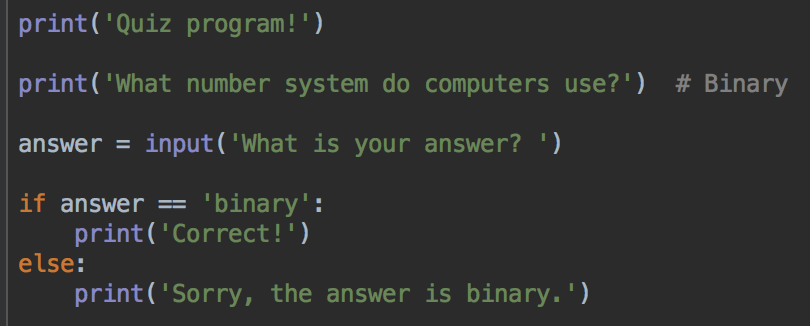 print('Quiz program!')
print('What number system do computers use?')  # Binary
answer = input('What is your answer? ')
if answer == 'binary':
    print('Correct!')
else:
    print('Sorry, the answer is binary.')